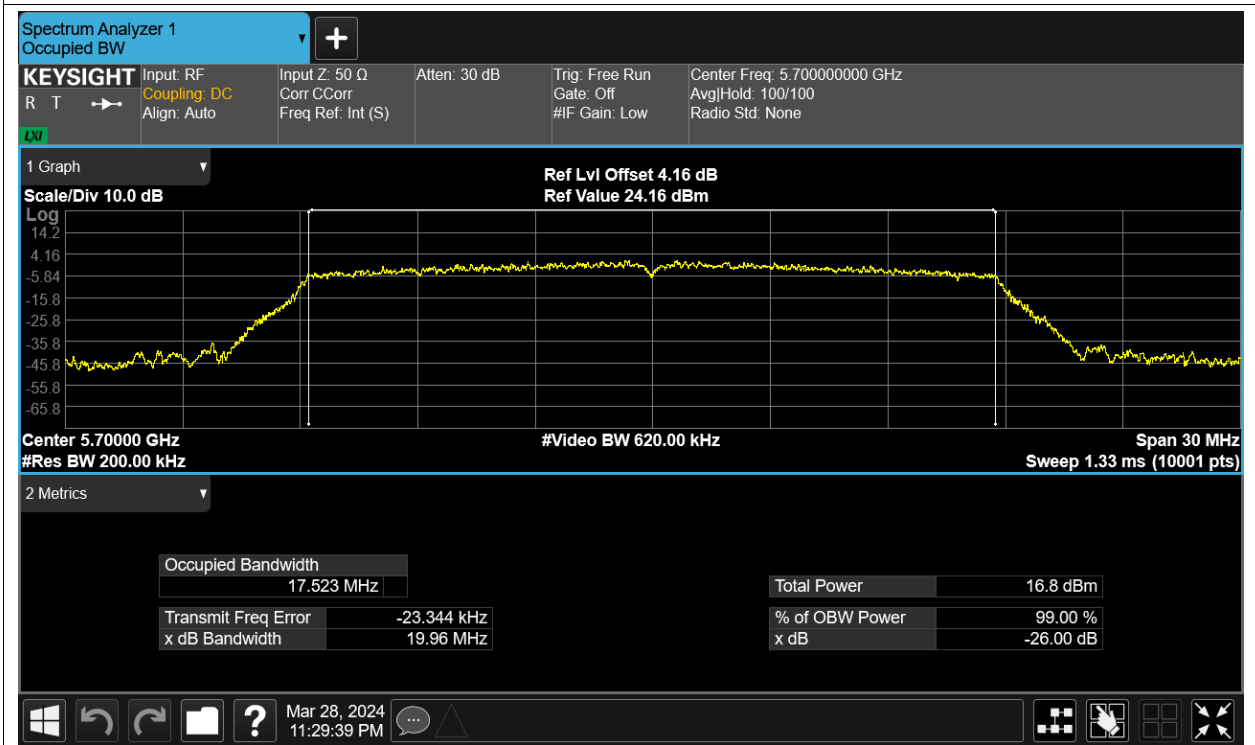 Spectrum Analyzer 1
Occupied BW
KEYSIGHT
R T
LXI
Input: RF
Coupling: DC
Align: Auto
Input Z: 50 Ω
Corr CCorr
Freq Ref: Int (S)
Atten: 30 dB
Trig: Free Run
Gate: Off
#IF Gain: Low
Center Freq: 5.700000000 GHz
Avg|Hold: 100/100
Radio Std: None
1 Graph
Scale/Div 10.0 dB
Ref Lvl Offset 4.16 dB
Ref Value 24.16 dBm
Log
14.2
4.16
-5.84
-15.8
-25.8
-35.8
-45.8
-55.8
-65.8
Center 5.70000 GHz
#Video BW 620.00 kHz
Span 30 MHz
#Res BW 200.00 kHz
Sweep 1.33 ms (10001 pts)
2 Metrics
Occupied Bandwidth
17.523 MHz
Total Power 16.8 dBm
Transmit Freq Error -23.344 kHz
% of OBW Power 99.00 %
x dB Bandwidth 19.96 MHz
x dB -26.00 dB
?
Mar 28, 2024
11:29:39 PM